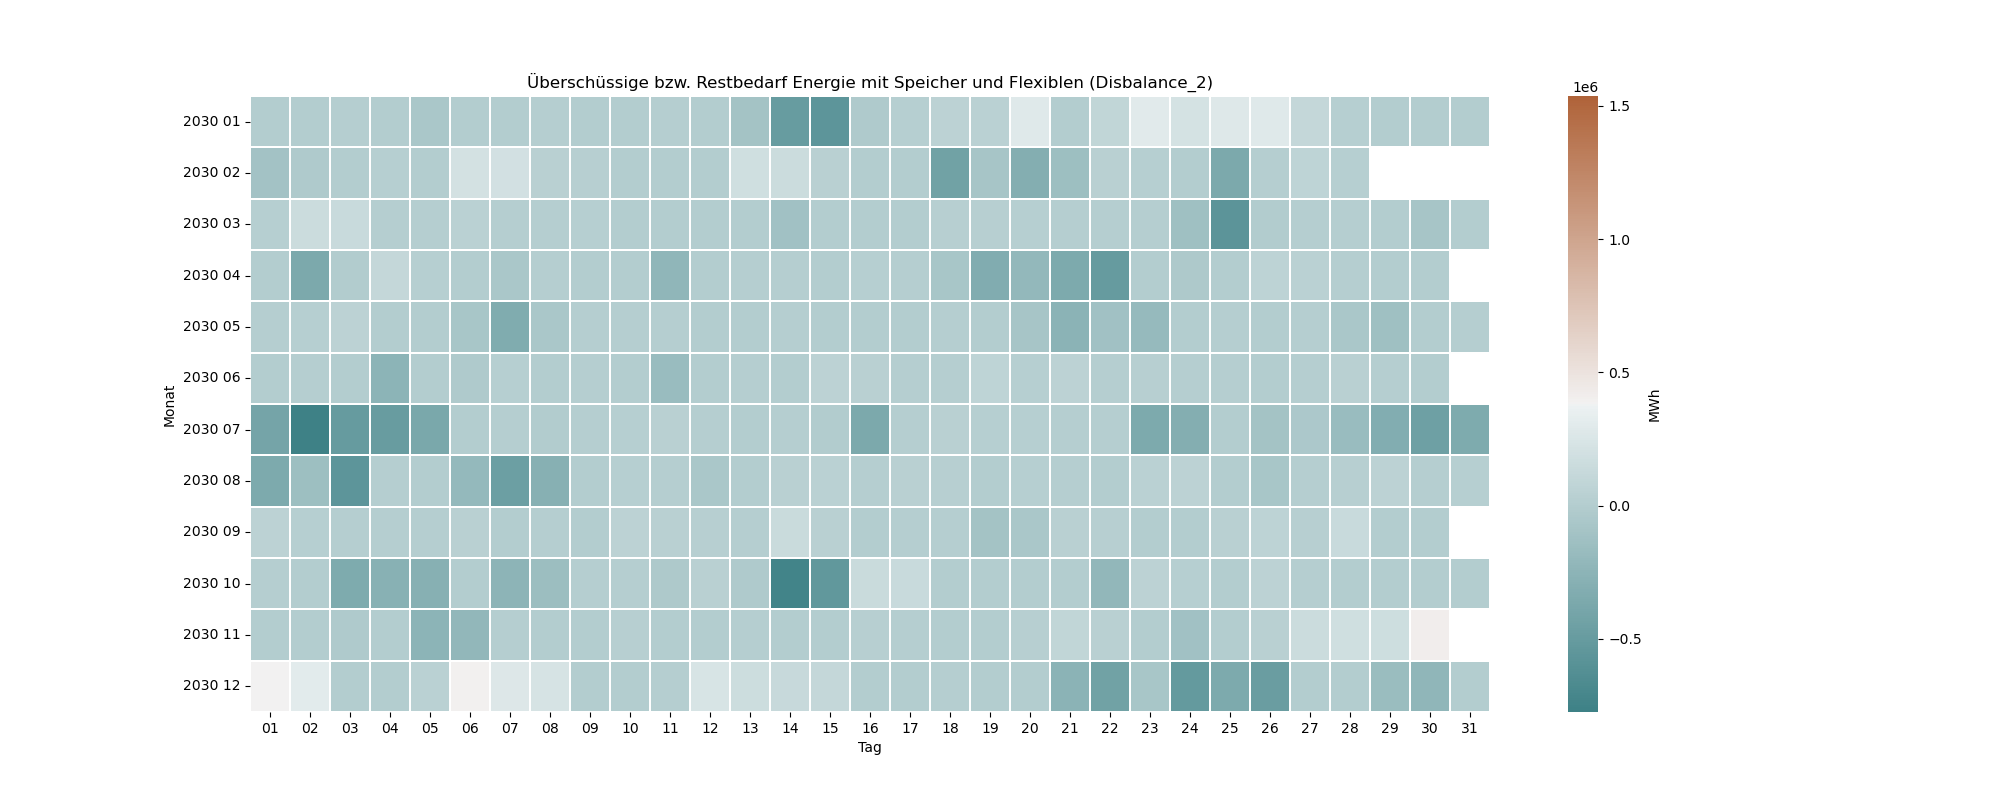 Überschüssige bzw. Restbedarf Energie mit Speicher und Flexiblen (Disbalance_2)
1e6
2030 01
2030 02
2030 03
2030 04
2030 05
2030 06
2030 07
2030 08
2030 09
2030 10
2030 11
2030 12
Monat
01 02 03 04 05 06 07 08 09 10 11 12 13 14 15 16 17 18 19 20 21 22 23 24 25 26 27 28 29 30 31
Tag
1.5
1.0
0.5
0.0
−0.5
MWh